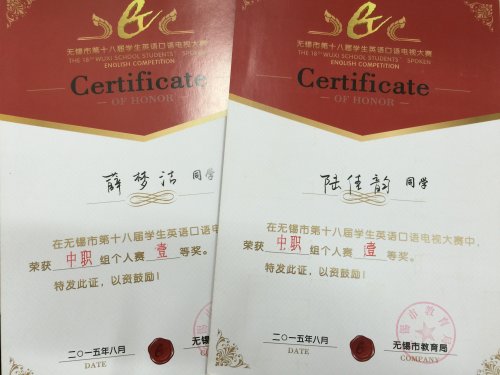 无锡市第十八届学生英语口语电视大赛
THE 18TH WUXI SCHOOL STUDENTS' SPOKEN
ENGLISH COMPETITION
Certificate
OF HONOR
薛梦洁 同学
在无锡市第十八届学生英语口语电视
荣获 中职 组个人赛 壹 等奖。
特发此证，以资鼓励！
二〇一五年八月
DATE
无锡
无锡市第十八届学生英语口语电视大赛
THE 18TH WUXI SCHOOL STUDENTS' SPOKEN
ENGLISH COMPETITION
Certificate
OF HONOR
陆佳韵 同学
在无锡市第十八届学生英语口语电视大赛中，
荣获 中职 组个人赛 壹 等奖。
特发此证，以资鼓励！
二〇一五年八月
DATE
无锡市教育局
COMPANY